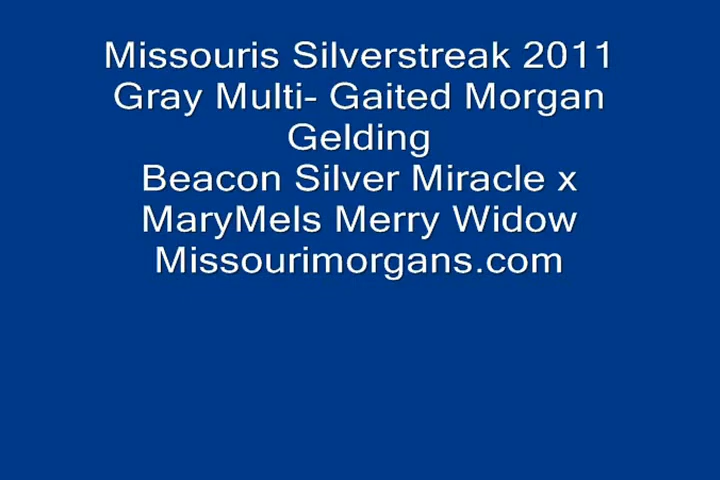 Missouris Silverstreak 2011
Gray Multi- Gaited Morgan
Gelding
Beacon Silver Miracle x
MaryMels Merry Widow
Missourimorgans.com